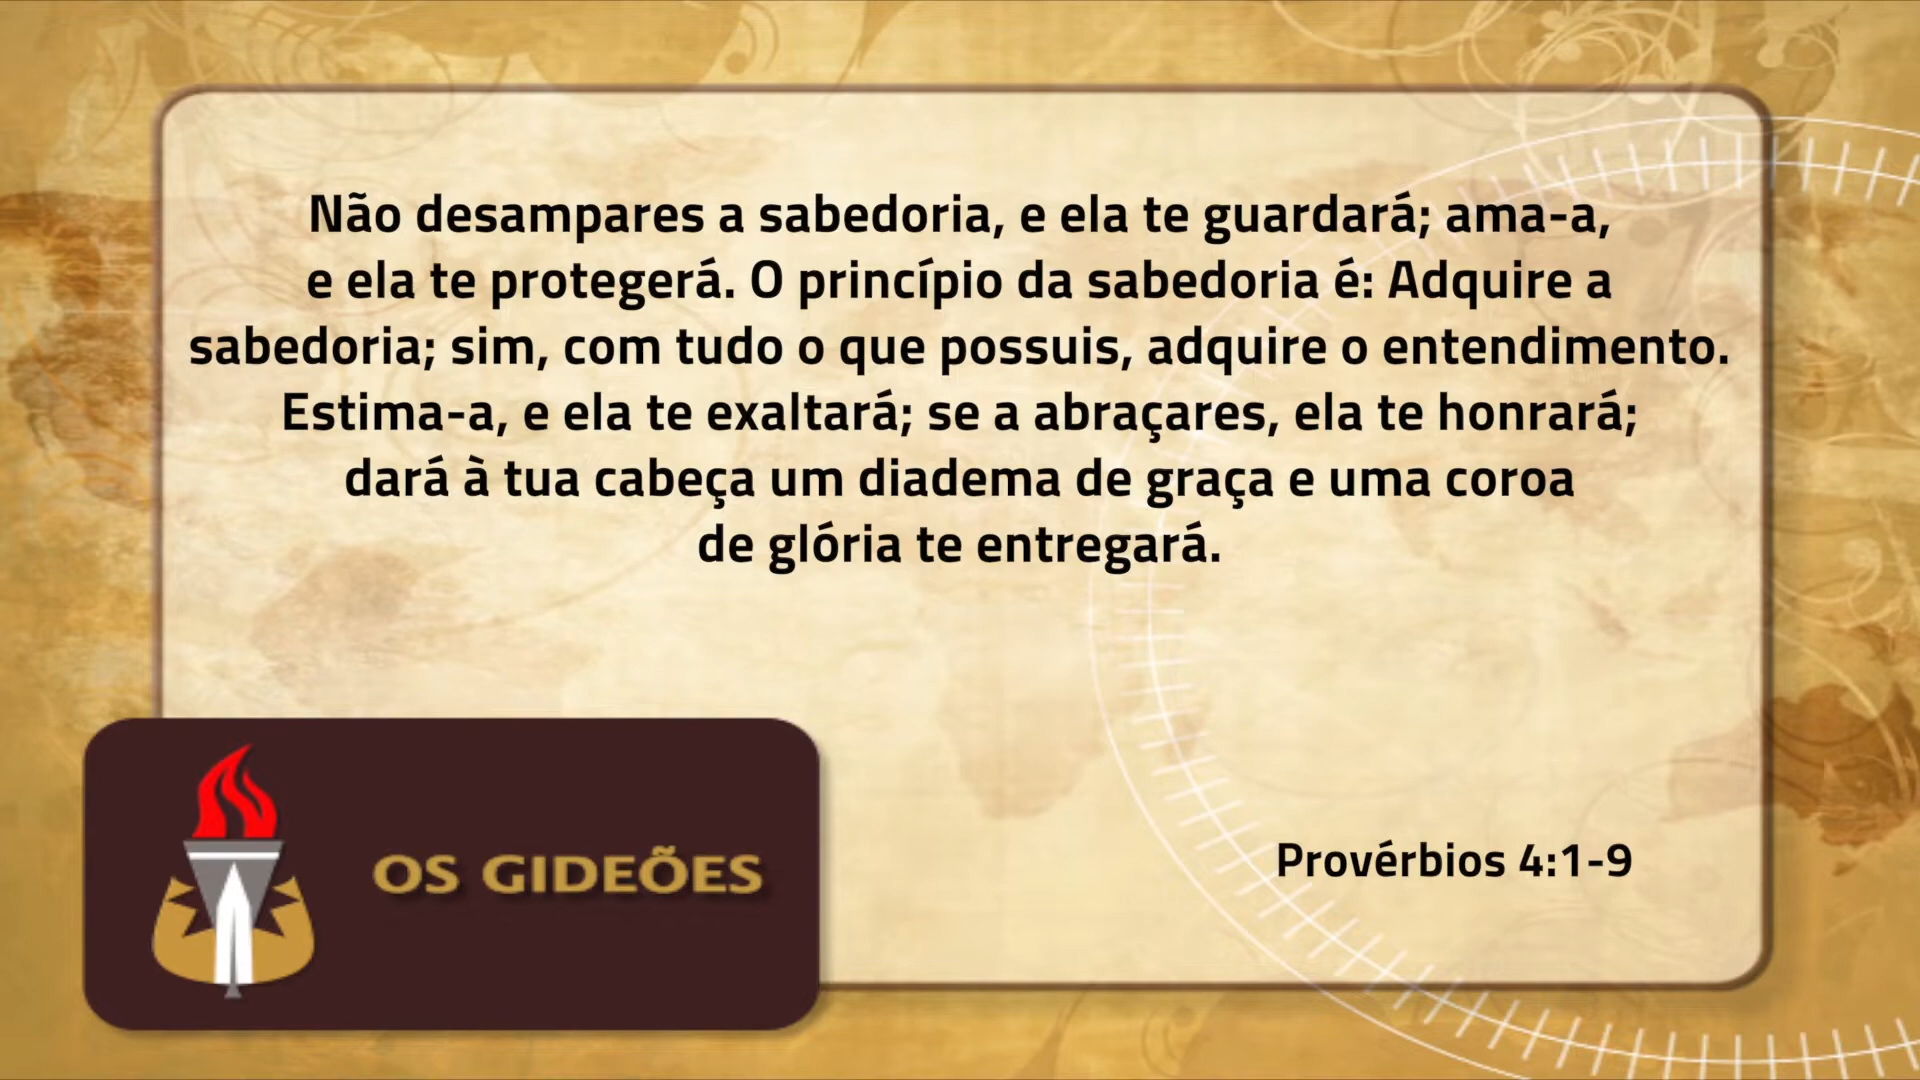 Não desampares a sabedoria, e ela te guardará; ama-a,
e ela te protegerá. O princípio da sabedoria é: Adquire a
sabedoria; sim, com tudo o que possuis, adquire o entendimento.
Estima-a, e ela te exaltará; se a abraçares, ela te honrará;
dará à tua cabeça um diadema de graça e uma coroa
de glória te entregará.
Provérbios 4:1-9
OS GIDEÕES